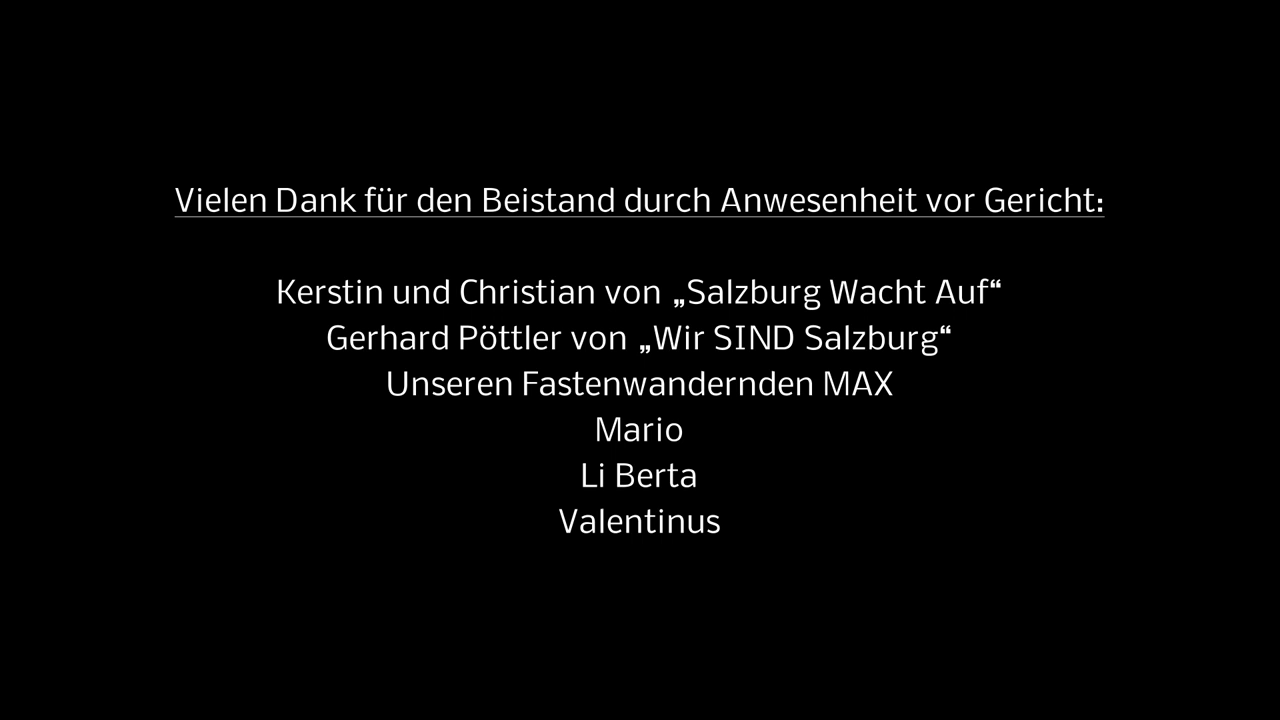 Vielen Dank für den Beistand durch Anwesenheit vor Gericht:
Kerstin und Christian von „Salzburg Wacht Auf“
Gerhard Pöttler von „Wir SIND Salzburg“
Unseren Fastenwandernden MAX
Mario
Li Berta
Valentinus